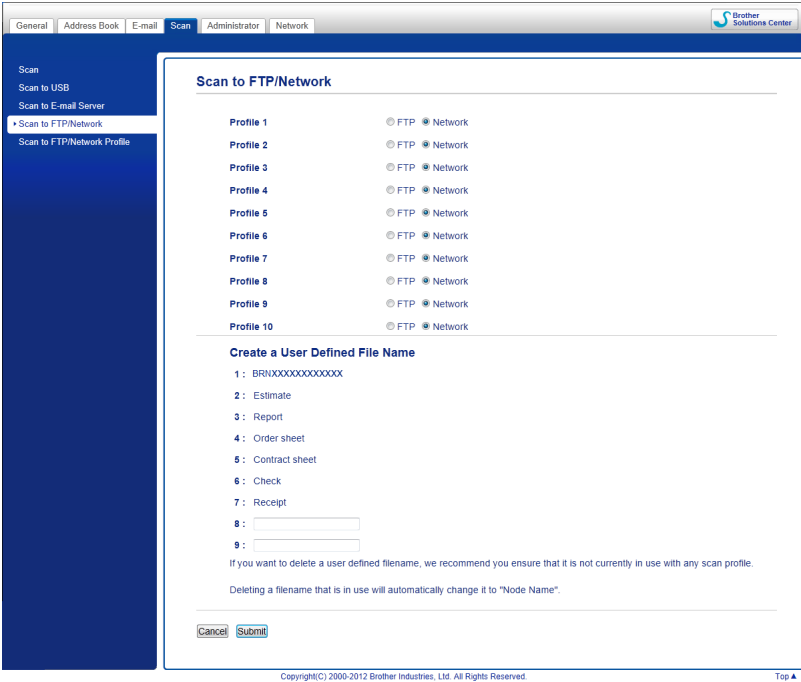 General Address Book E-mail Scan Administrator Network
Brother
Solutions Center
Scan
Scan to USB
Scan to E-mail Server
Scan to FTP/Network
Scan to FTP/Network Profile
Scan to FTP/Network
Profile 1 FTP Network
Profile 2 FTP Network
Profile 3 FTP Network
Profile 4 FTP Network
Profile 5 FTP Network
Profile 6 FTP Network
Profile 7 FTP Network
Profile 8 FTP Network
Profile 9 FTP Network
Profile 10 FTP Network
Create a User Defined File Name
1 : BRNXXXXXXXXXXXX
2 : Estimate
3 : Report
4 : Order sheet
5 : Contract sheet
6 : Check
7 : Receipt
8 :
9 :
If you want to delete a user defined filename, we recommend you ensure that it is not currently in use with any scan profile.
Deleting a filename that is in use will automatically change it to "Node Name".
Cancel Submit
Copyright(C) 2000-2012 Brother Industries, Ltd. All Rights Reserved. Top▲